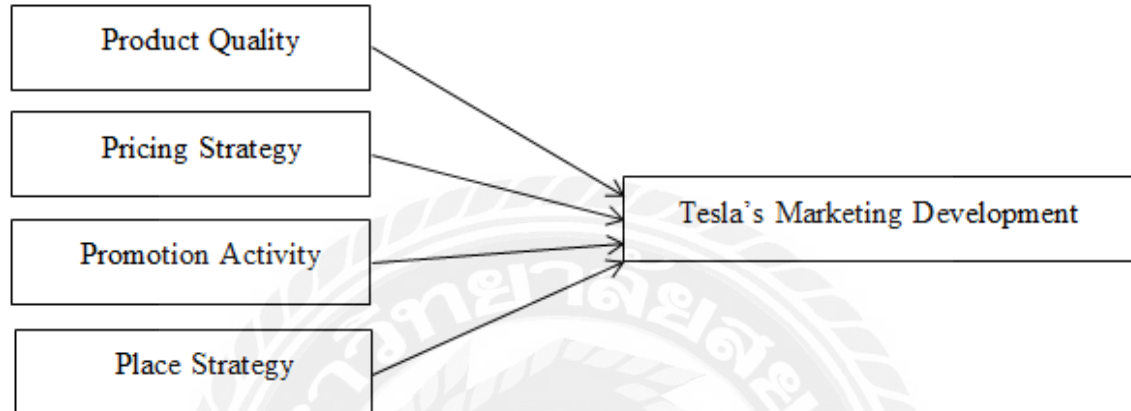 Product Quality
Pricing Strategy
Tesla's Marketing Development
Promotion Activity
Place Strategy